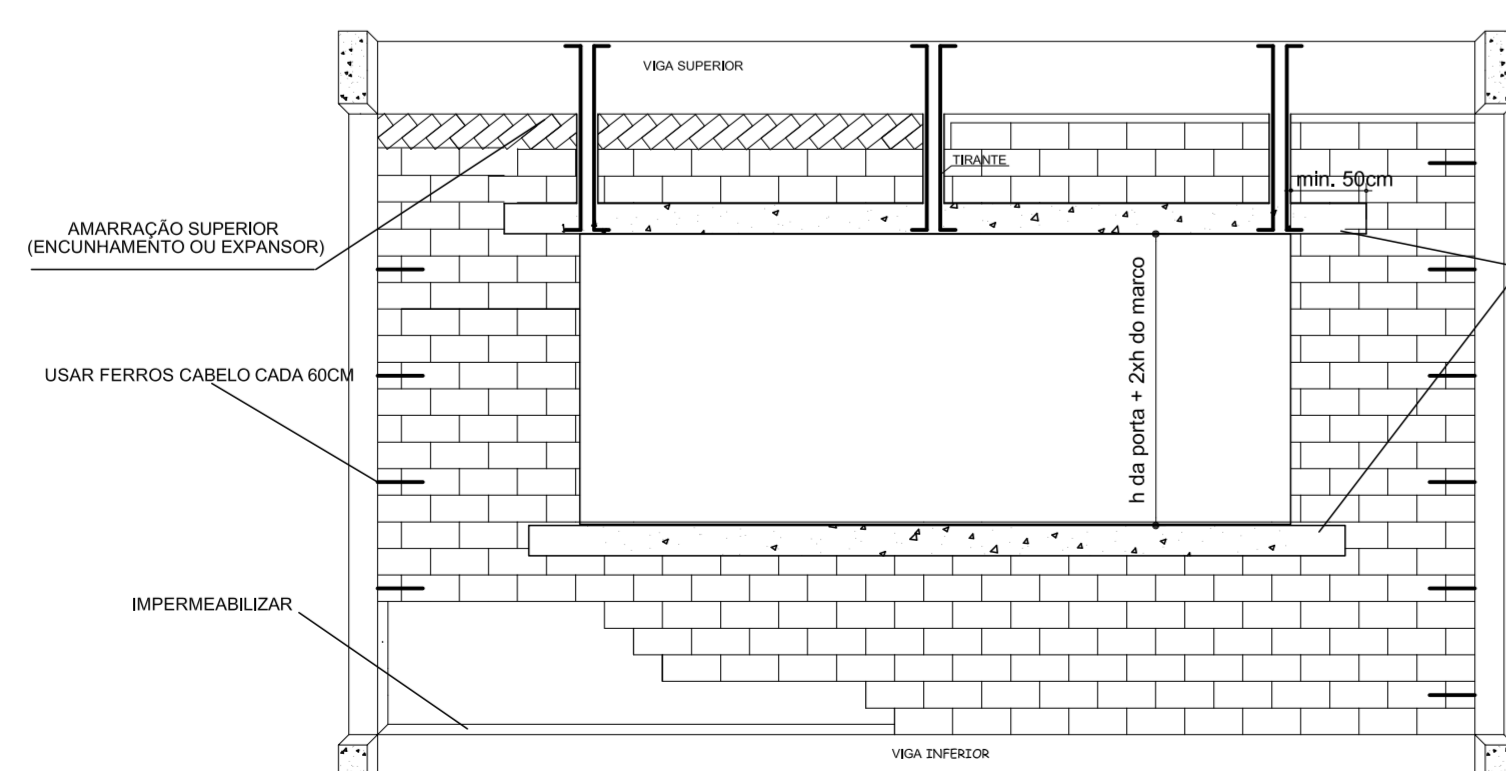 VIGA SUPERIOR
TIRANTE
min. 50cm
AMARRAÇÃO SUPERIOR
(ENCUNHAMENTO OU EXPANSOR)
h da porta + 2xh do marco
USAR FERROS CABELO CADA 60CM
IMPERMEABILIZAR
VIGA INFERIOR